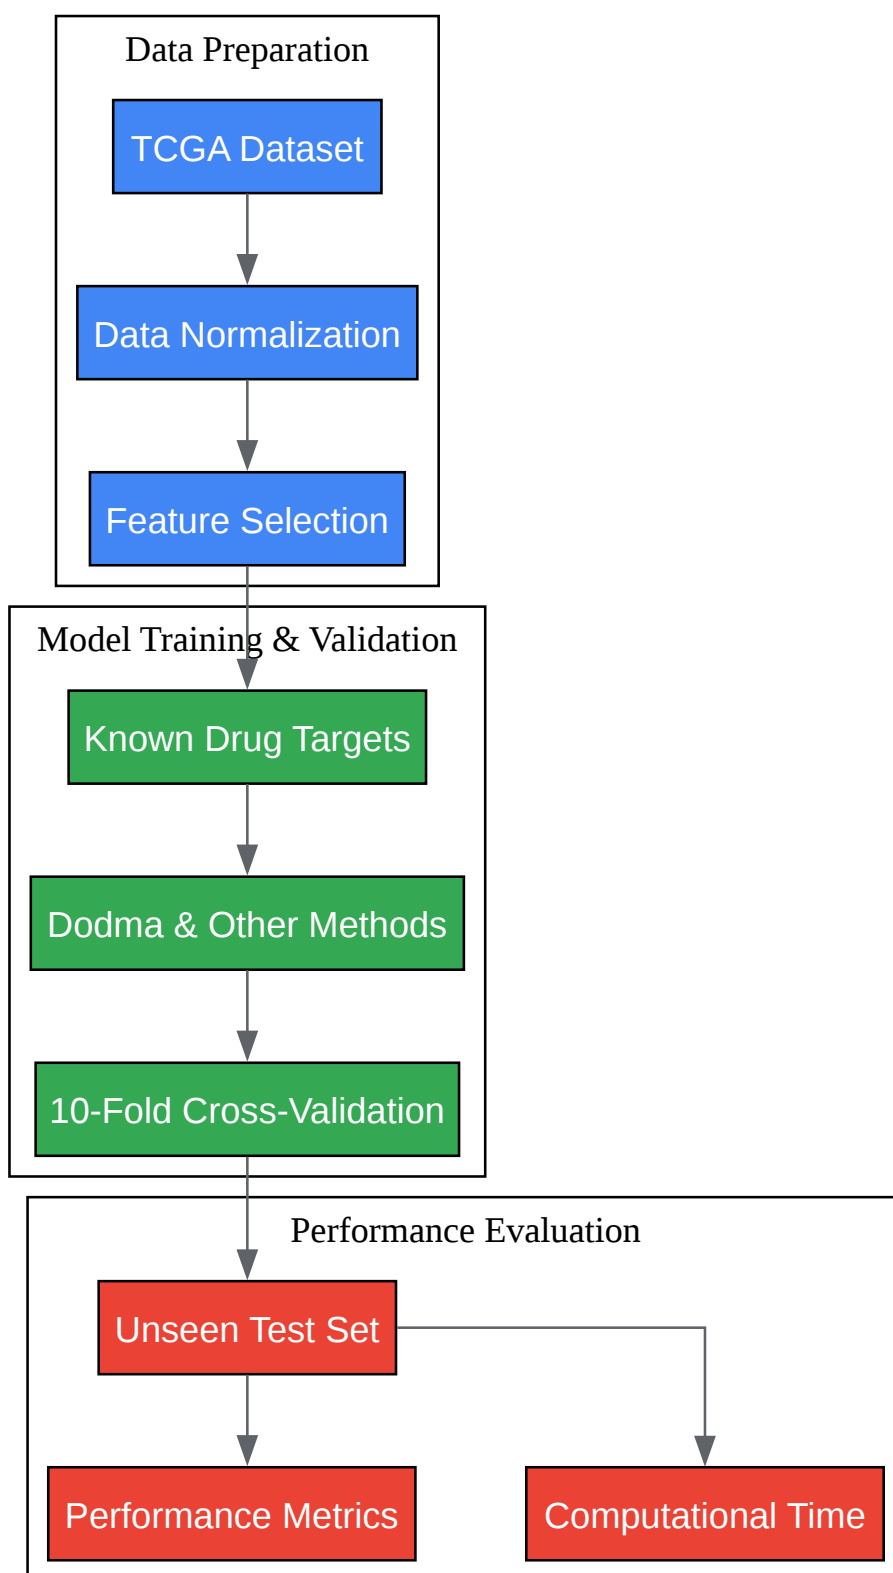 Data Preparation
TCGA Dataset
Data Normalization
Feature Selection
Model Training & Validation
Known Drug Targets
Dodma & Other Methods
10-Fold Cross-Validation
Performance Evaluation
Unseen Test Set
Performance Metrics
Computational Time